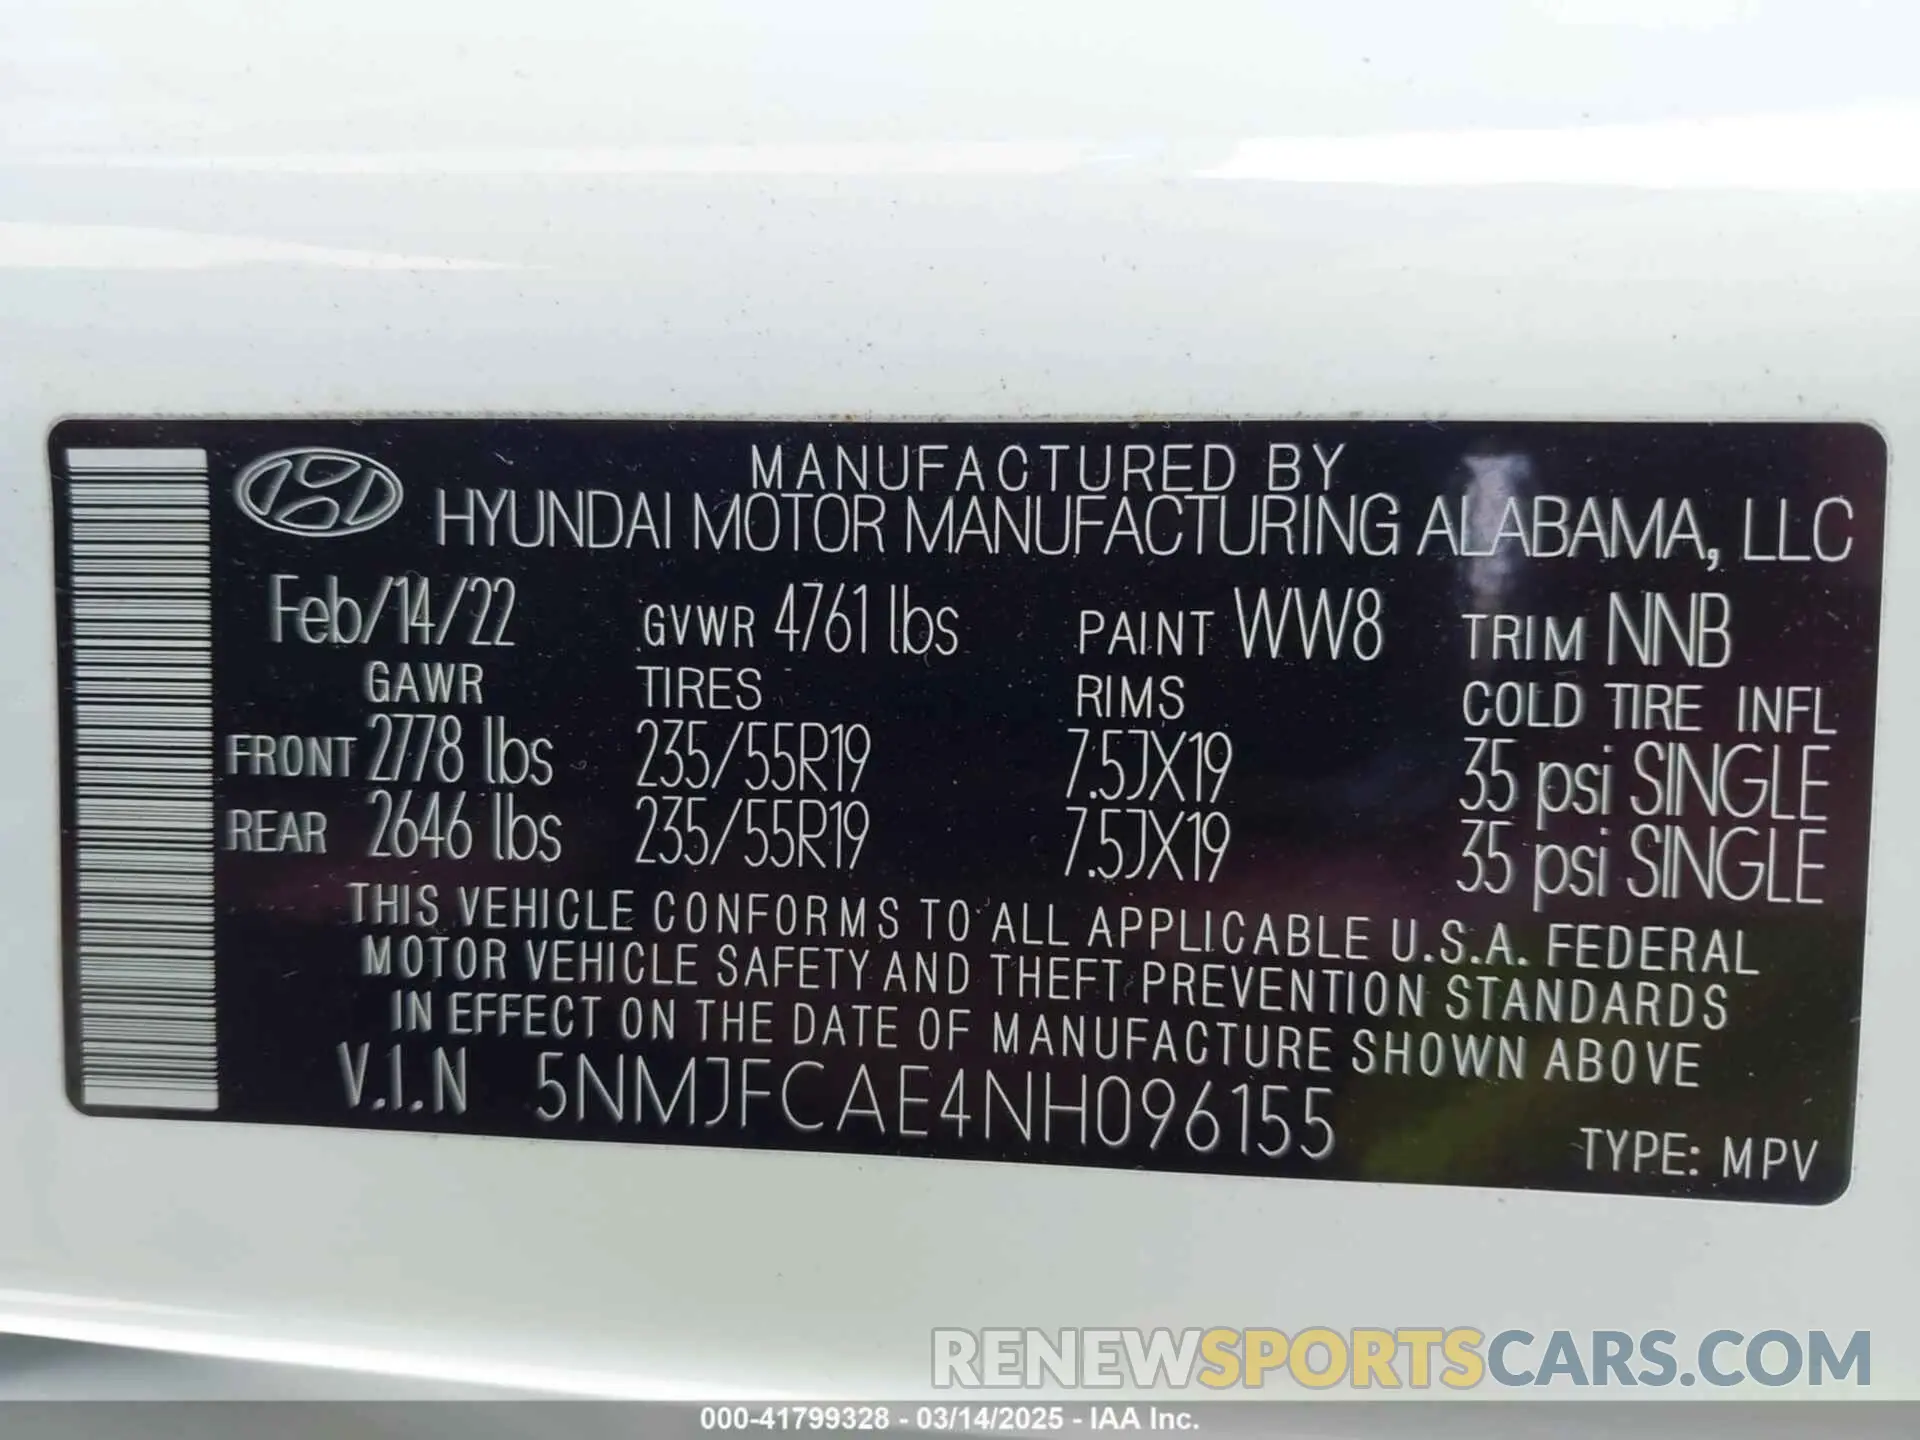 MANUFACTURED BY
HYUNDAI MOTOR MANUFACTURING ALABAMA, LLC
Feb/14/22 GVWR 4761 lbs PAINT WW8 TRIM NNB
GAWR TIRES RIMS COLD TIRE INFL
FRONT 2778 lbs 235/55R19 7.5JX19 35 psi SINGLE
REAR 2646 lbs 235/55R19 7.5JX19 35 psi SINGLE
THIS VEHICLE CONFORMS TO ALL APPLICABLE U.S.A. FEDERAL
MOTOR VEHICLE SAFETY AND THEFT PREVENTION STANDARDS
IN EFFECT ON THE DATE OF MANUFACTURE SHOWN ABOVE
V.I.N 5NMJFCAE4NH096155
TYPE: MPV
RENEWSPORTSCARS.COM
000-41799328 - 03/14/2025 - IAA Inc.